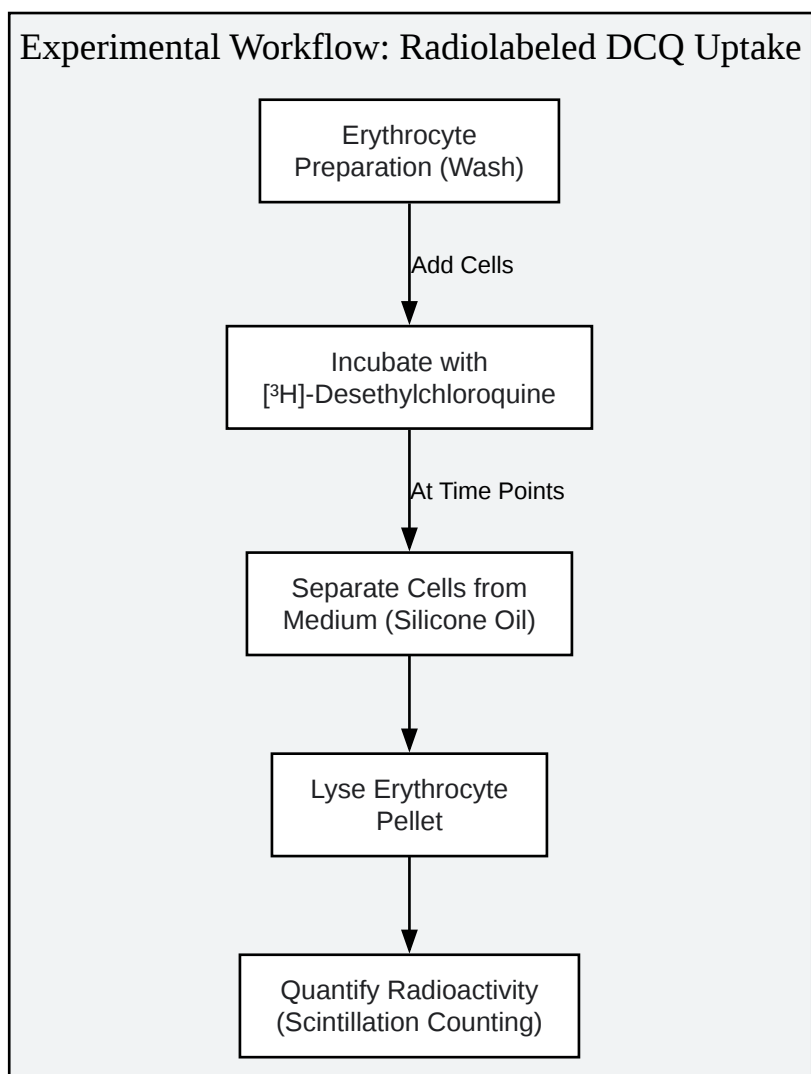 Experimental Workflow: Radiolabeled DCQ Uptake
Erythrocyte
Preparation (Wash)
Add Cells
Incubate with
[³H]-Desethylchloroquine
At Time Points
Separate Cells from
Medium (Silicone Oil)
Lyse Erythrocyte
Pellet
Quantify Radioactivity
(Scintillation Counting)